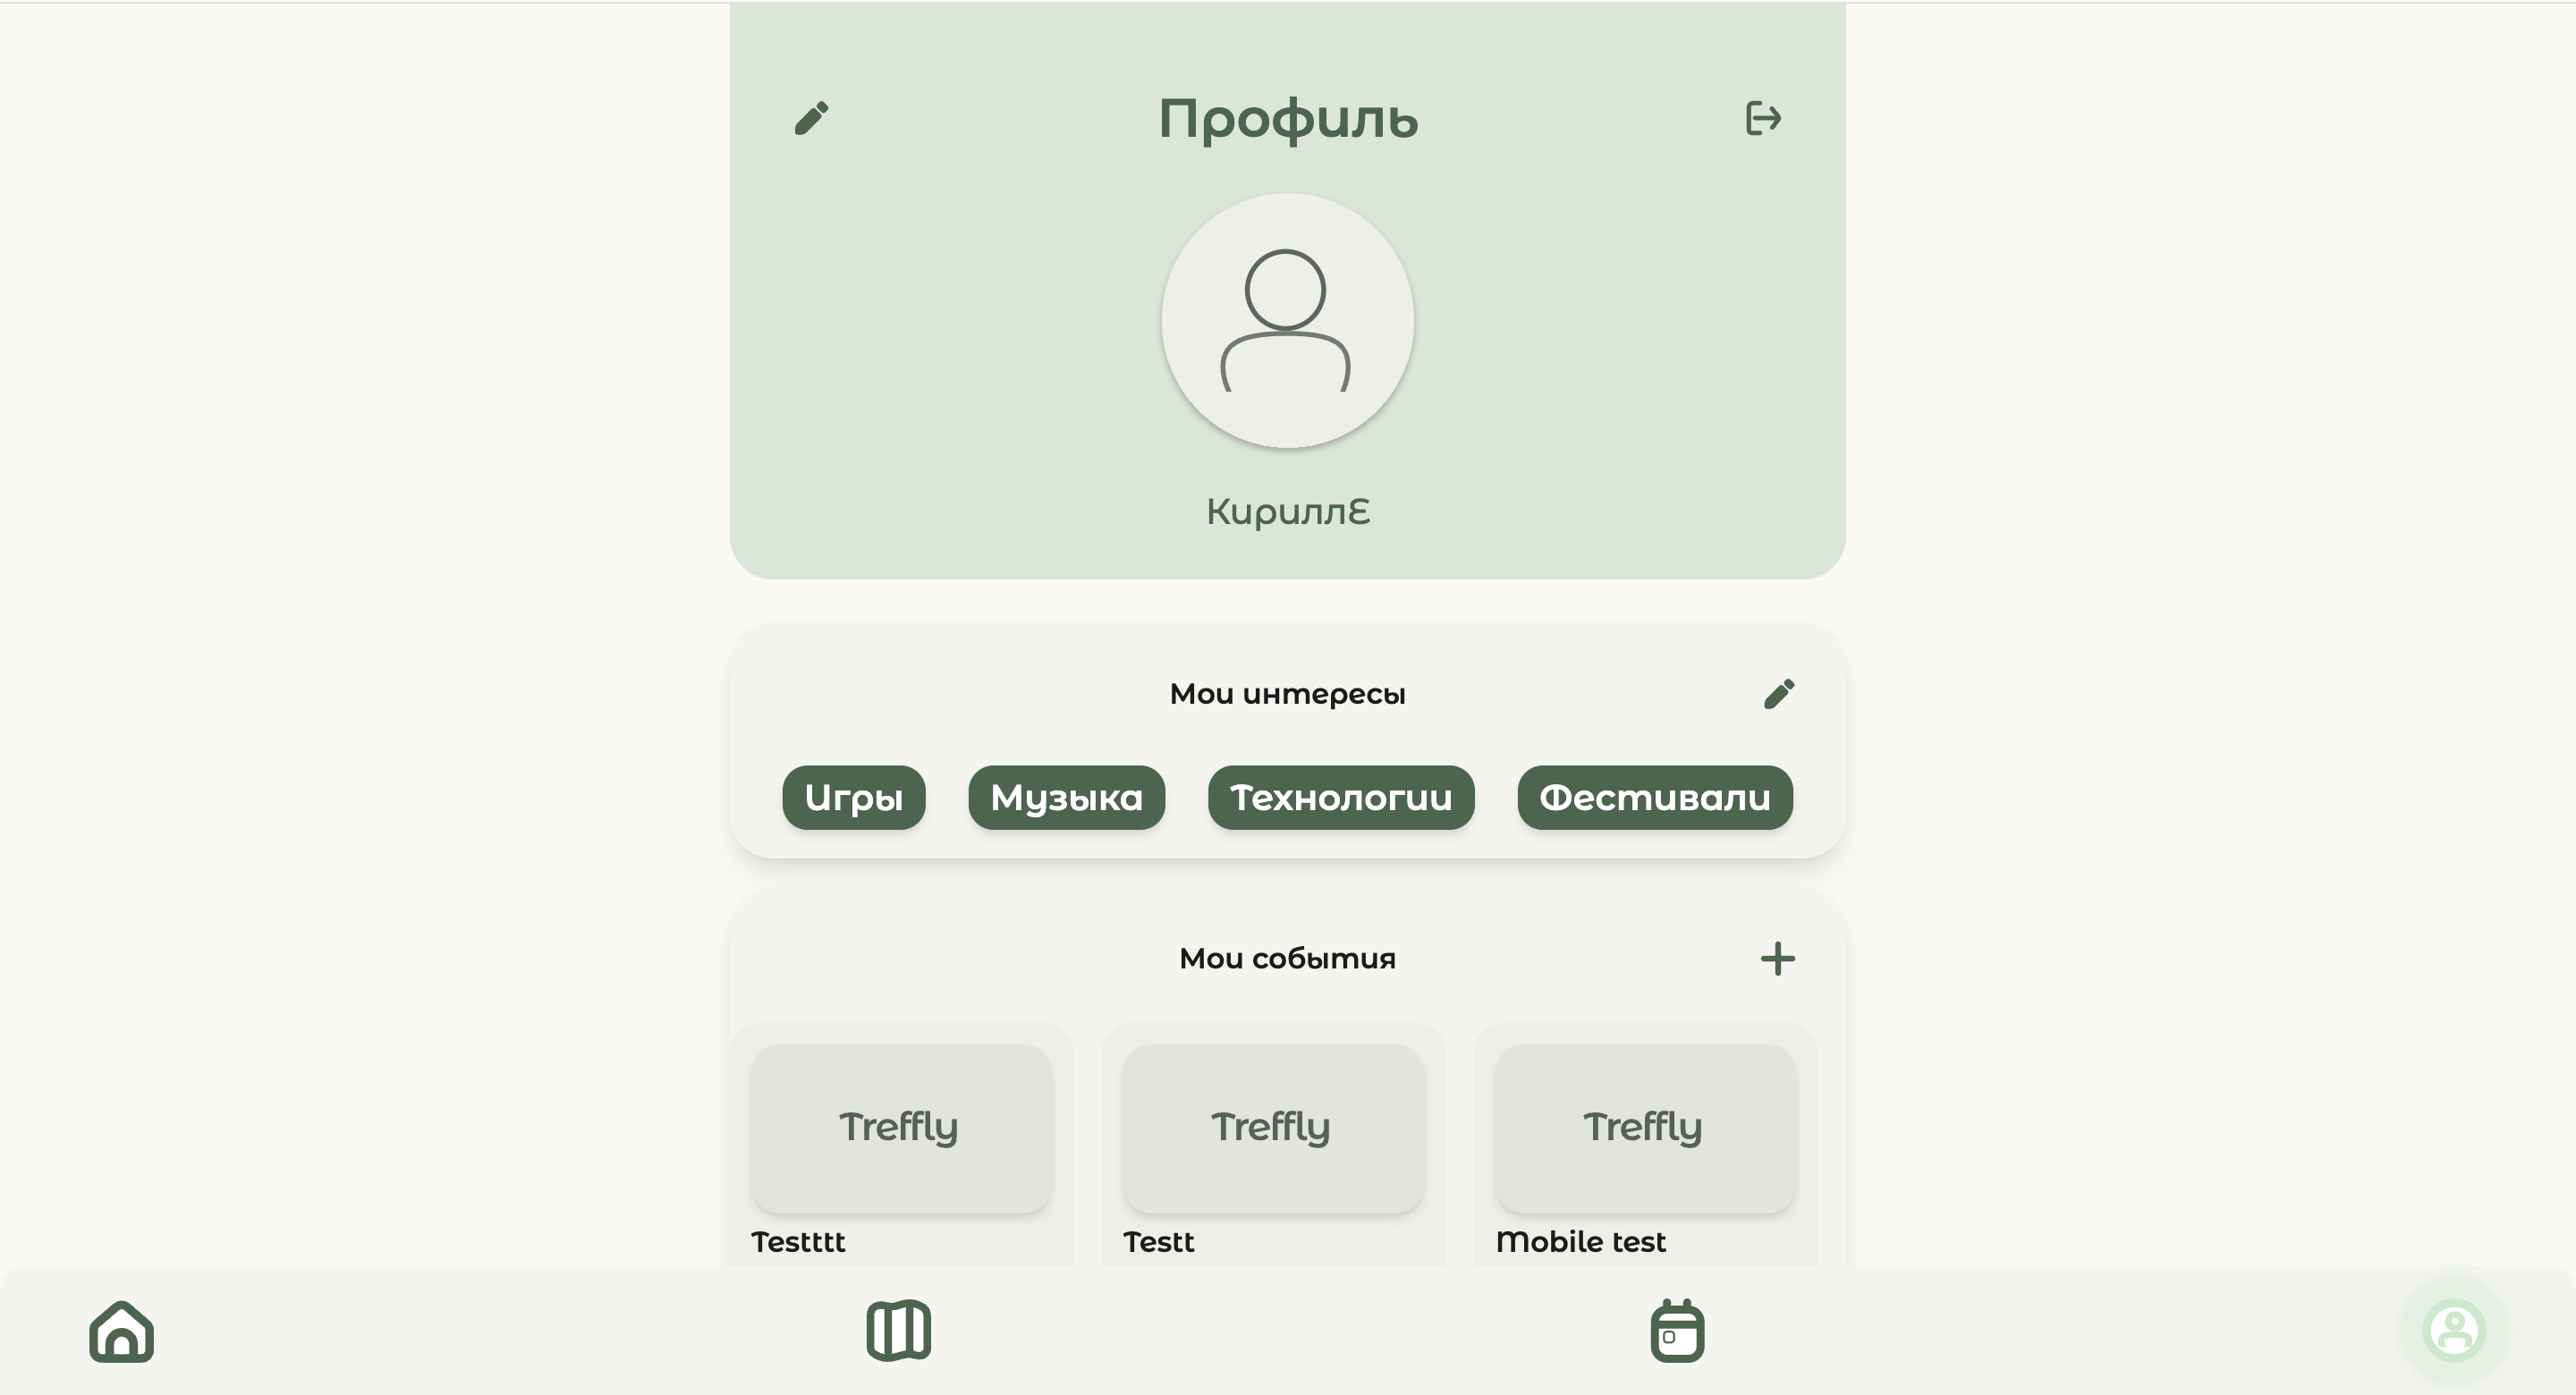 Профиль
КириллЕ
Мои интересы
Игры Музыка Технологии Фестивали
Мои события
Treffly Treffly Treffly
Testttt Testt Mobile test